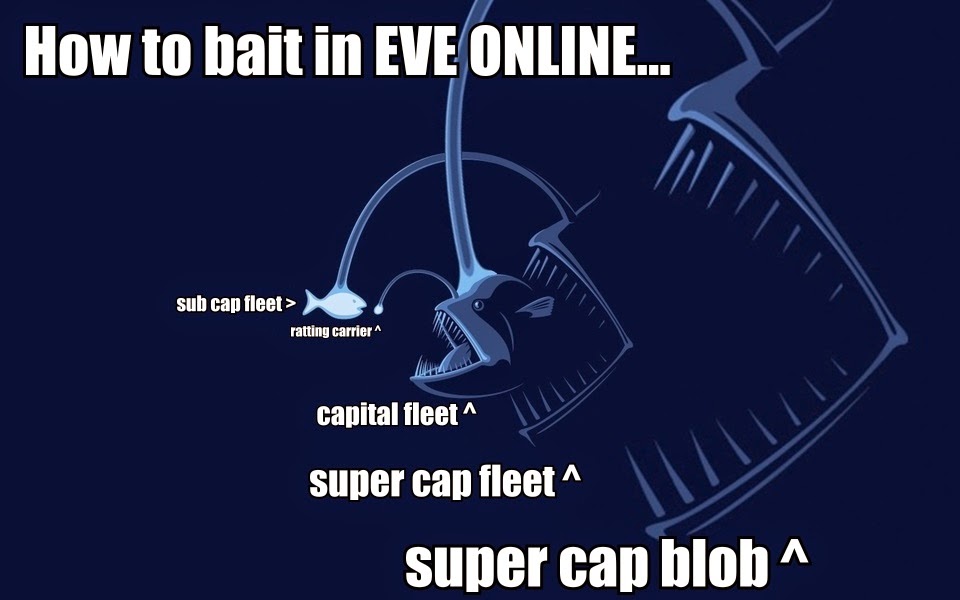 How to bait in EVE ONLINE...
sub cap fleet >
ratting carrier ^
capital fleet ^
super cap fleet ^
super cap blob ^